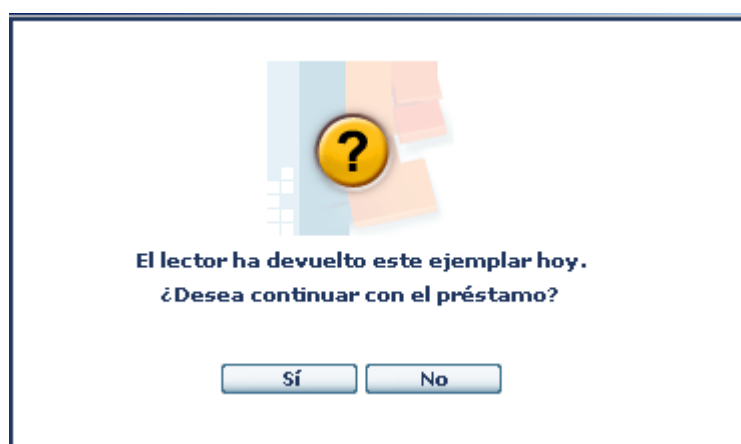 ?
El lector ha devuelto este ejemplar hoy.
¿Desea continuar con el préstamo?
Sí No